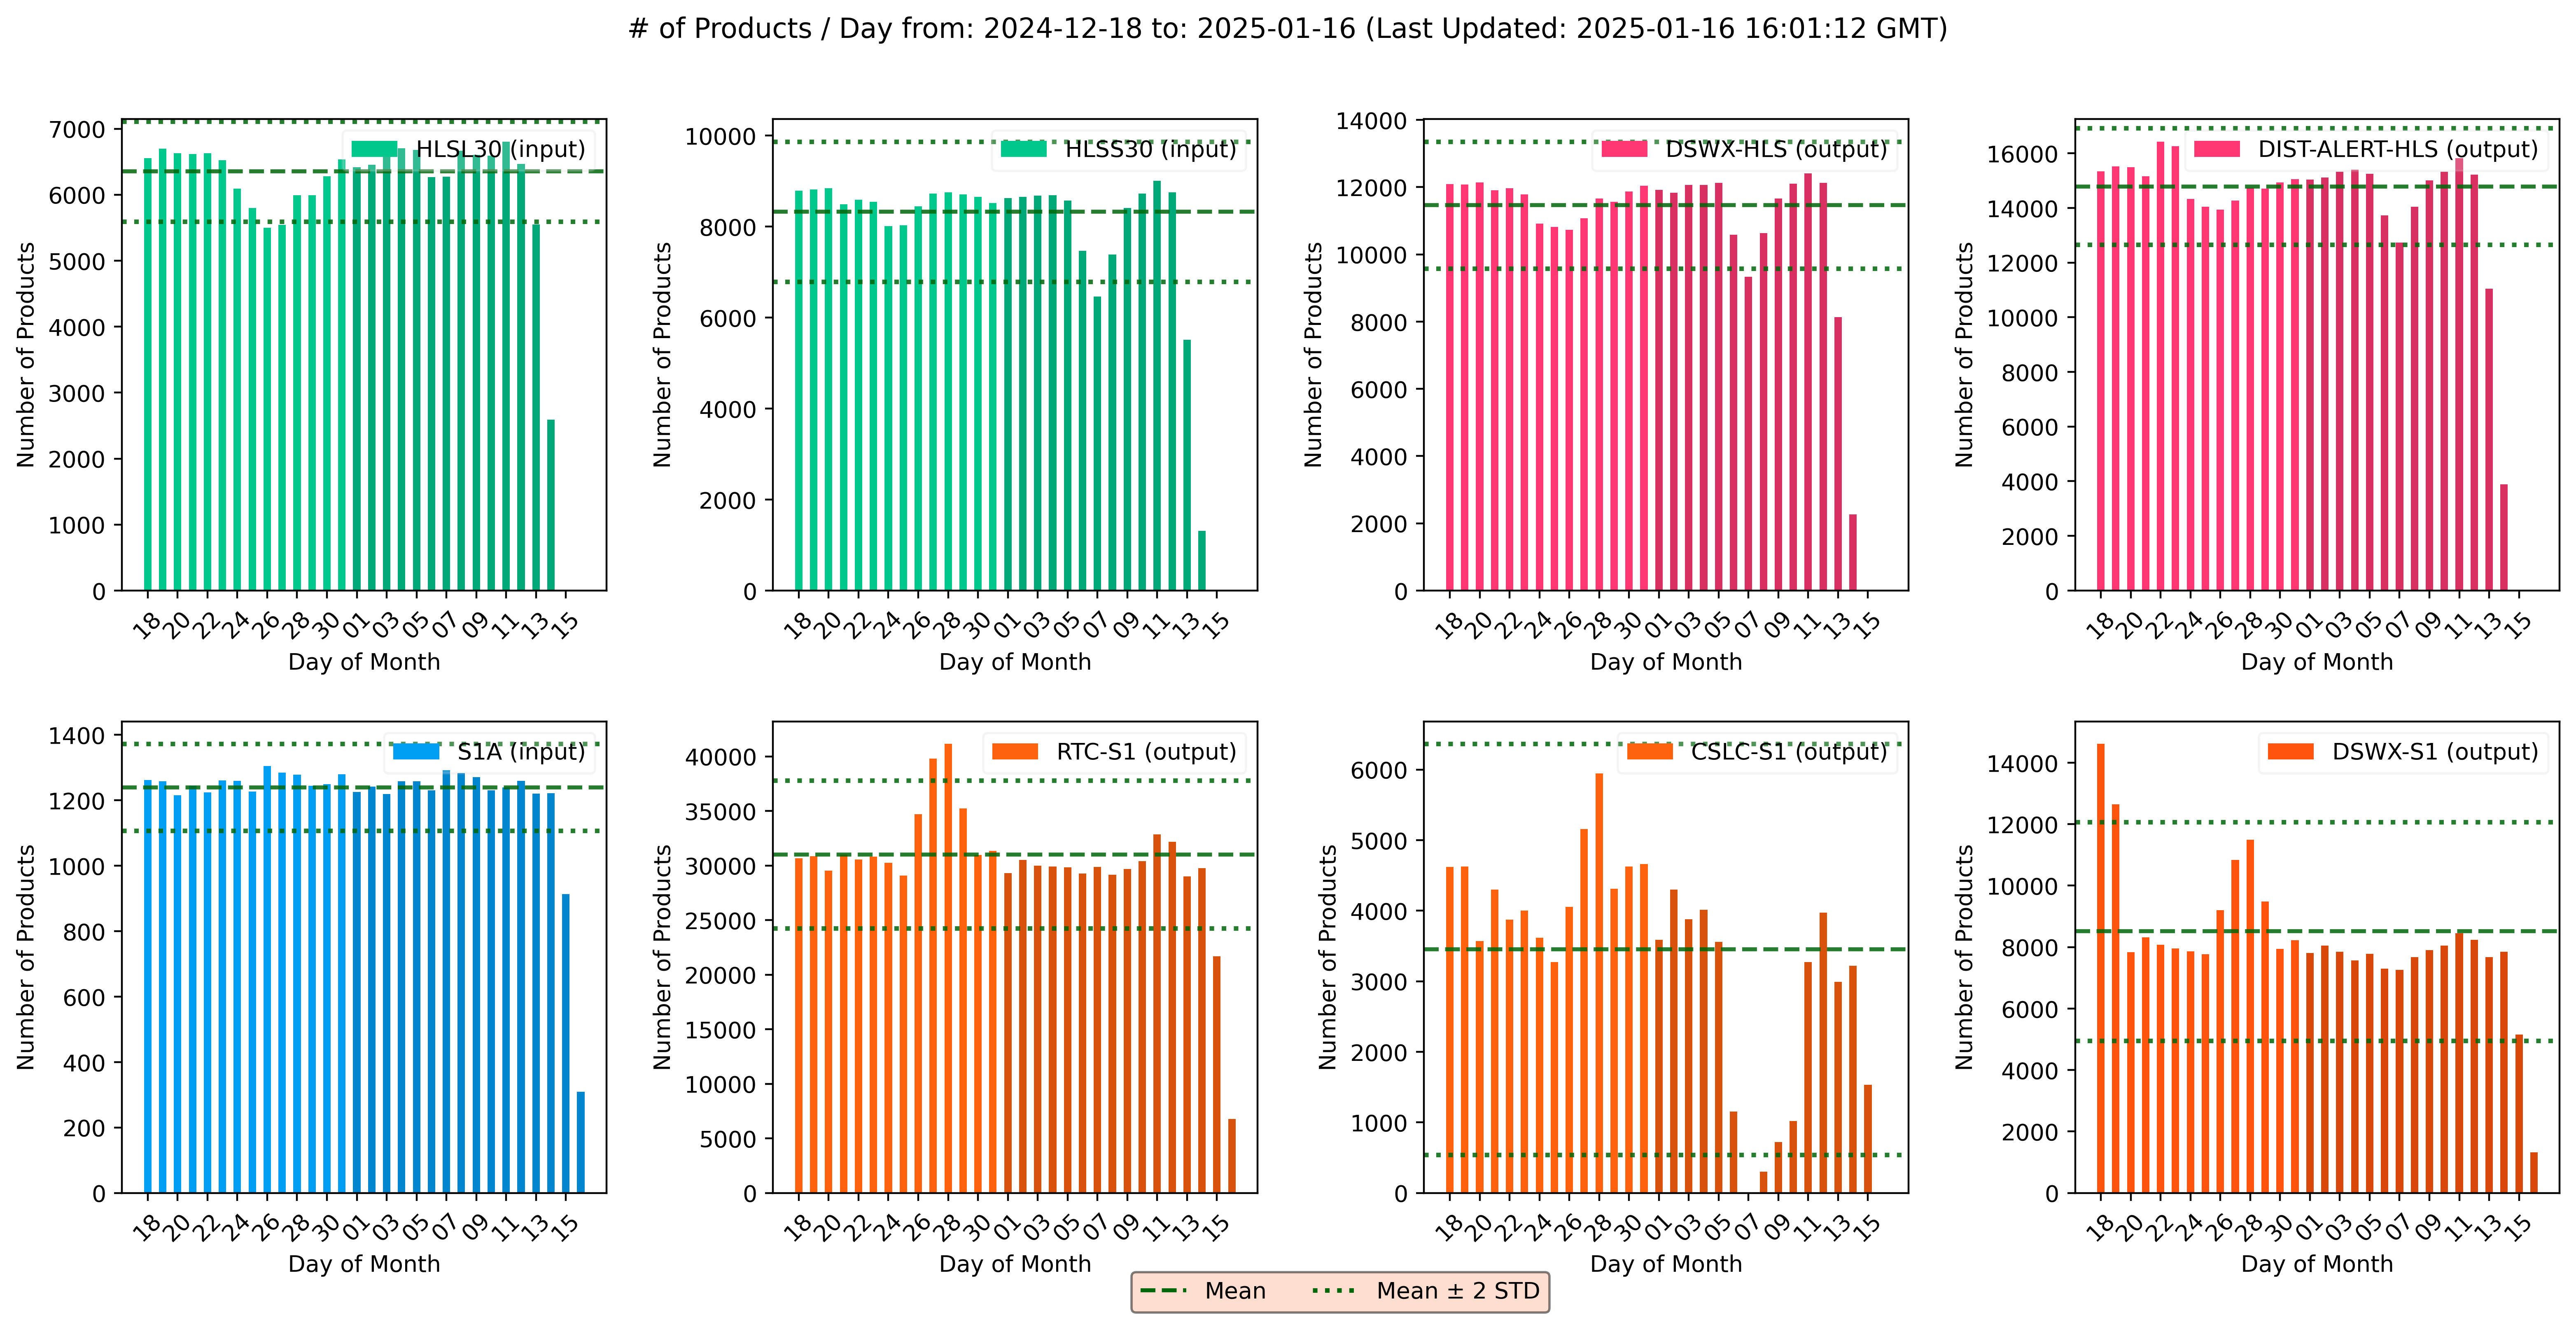 # of Products / Day from: 2024-12-18 to: 2025-01-16 (Last Updated: 2025-01-16 16:01:12 GMT)
Number of Products
7000
6000
5000
4000
3000
2000
1000
0
HLSL30 (input)
18 20 22 24 26 28 30 01 03 05 07 09 11 13 15
Day of Month
Number of Products
10000
8000
6000
4000
2000
0
HLSS30 (input)
18 20 22 24 26 28 30 01 03 05 07 09 11 13 15
Day of Month
Number of Products
14000
12000
10000
8000
6000
4000
2000
0
DSWX-HLS (output)
18 20 22 24 26 28 30 01 03 05 07 09 11 13 15
Day of Month
Number of Products
16000
14000
12000
10000
8000
6000
4000
2000
0
DIST-ALERT-HLS (output)
18 20 22 24 26 28 30 01 03 05 07 09 11 13 15
Day of Month
Number of Products
1400
1200
1000
800
600
400
200
0
S1A (input)
18 20 22 24 26 28 30 01 03 05 07 09 11 13 15
Day of Month
Number of Products
40000
35000
30000
25000
20000
15000
10000
5000
0
RTC-S1 (output)
18 20 22 24 26 28 30 01 03 05 07 09 11 13 15
Day of Month
Number of Products
6000
5000
4000
3000
2000
1000
0
CSLC-S1 (output)
18 20 22 24 26 28 30 01 03 05 07 09 11 13 15
Day of Month
Number of Products
14000
12000
10000
8000
6000
4000
2000
0
DSWX-S1 (output)
18 20 22 24 26 28 30 01 03 05 07 09 11 13 15
Day of Month
Mean Mean ± 2 STD